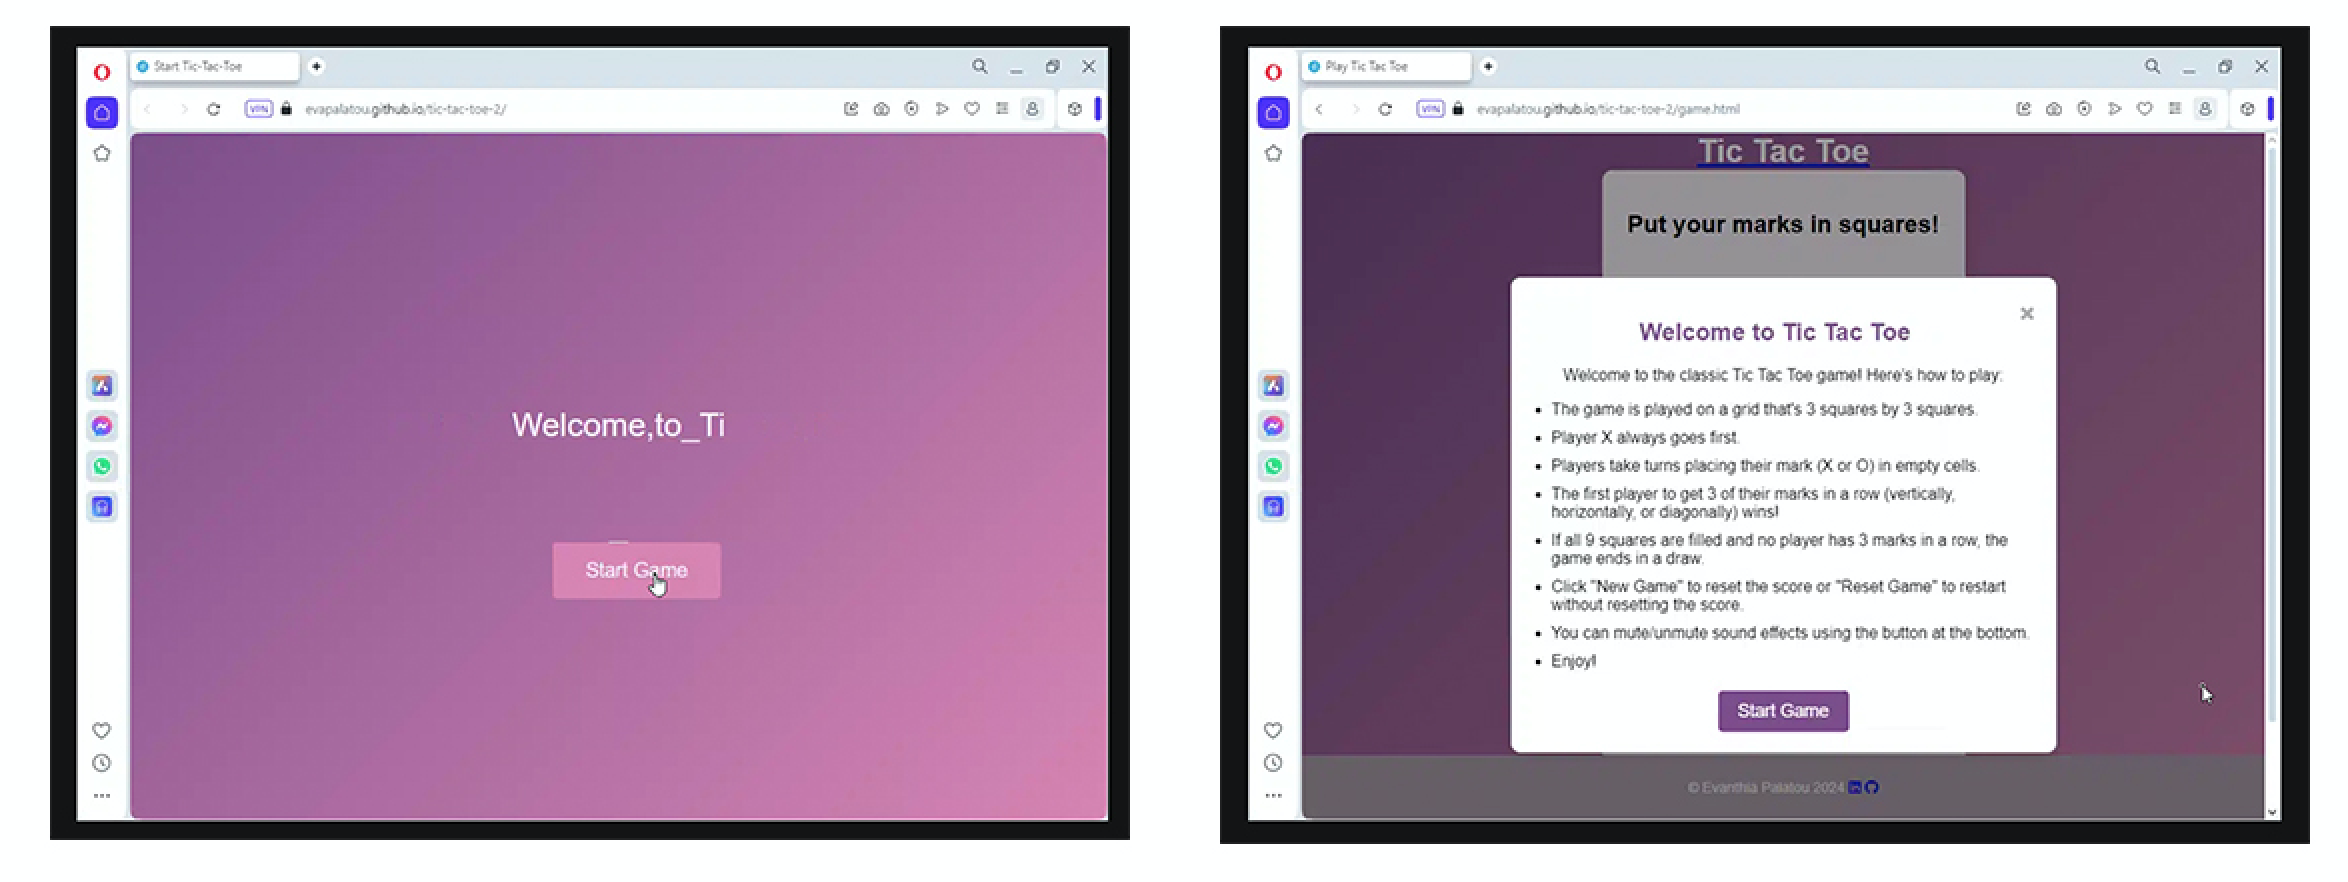 Start Tic-Tac-Toe
VPN evapalatou.github.io/tic-tac-toe-2/
Welcome,to_Ti
Start Game
Play Tic Tac Toe
VPN evapalatou.github.io/tic-tac-toe-2/game.html
Tic Tac Toe
Put your marks in squares!
Welcome to Tic Tac Toe
Welcome to the classic Tic Tac Toe game! Here's how to play:
• The game is played on a grid that's 3 squares by 3 squares.
• Player X always goes first.
• Players take turns placing their mark (X or O) in empty cells.
• The first player to get 3 of their marks in a row (vertically,
horizontally, or diagonally) wins!
• If all 9 squares are filled and no player has 3 marks in a row, the
game ends in a draw.
• Click "New Game" to reset the score or "Reset Game" to restart
without resetting the score.
• You can mute/unmute sound effects using the button at the bottom.
• Enjoy!
Start Game
© Evanthia Palatou 2024